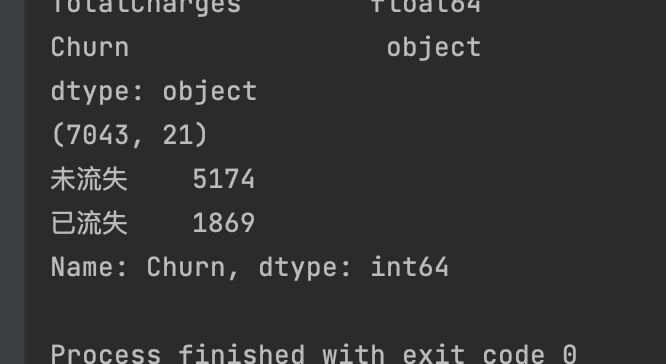 TotalCharges        float64
Churn                object
dtype: object
(7043, 21)
未流失    5174
已流失    1869
Name: Churn, dtype: int64
Process finished with exit code 0